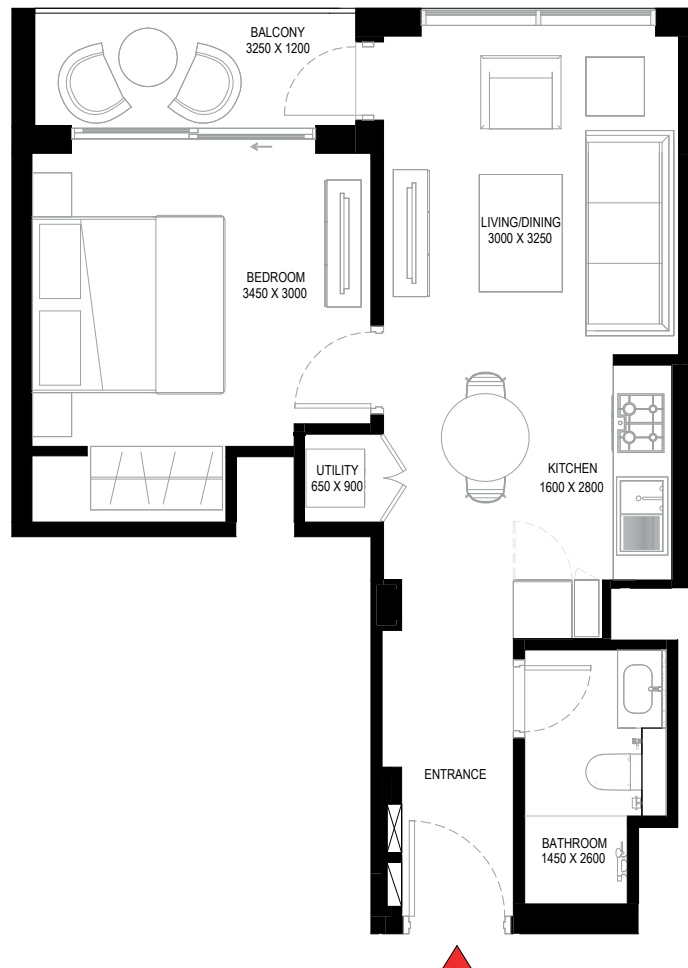 BALCONY
3250 X 1200
LIVING/DINING
3000 X 3250
BEDROOM
3450 X 3000
UTILITY
650 X 900
KITCHEN
1600 X 2800
ENTRANCE
BATHROOM
1450 X 2600